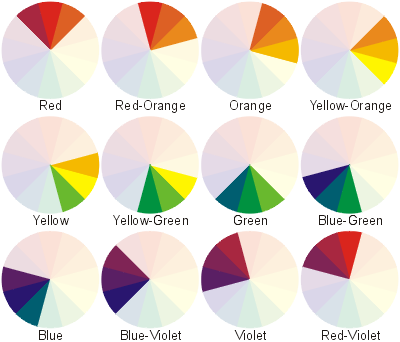 Red
Red-Orange
Orange
Yellow-Orange
Yellow
Yellow-Green
Green
Blue-Green
Blue
Blue-Violet
Violet
Red-Violet